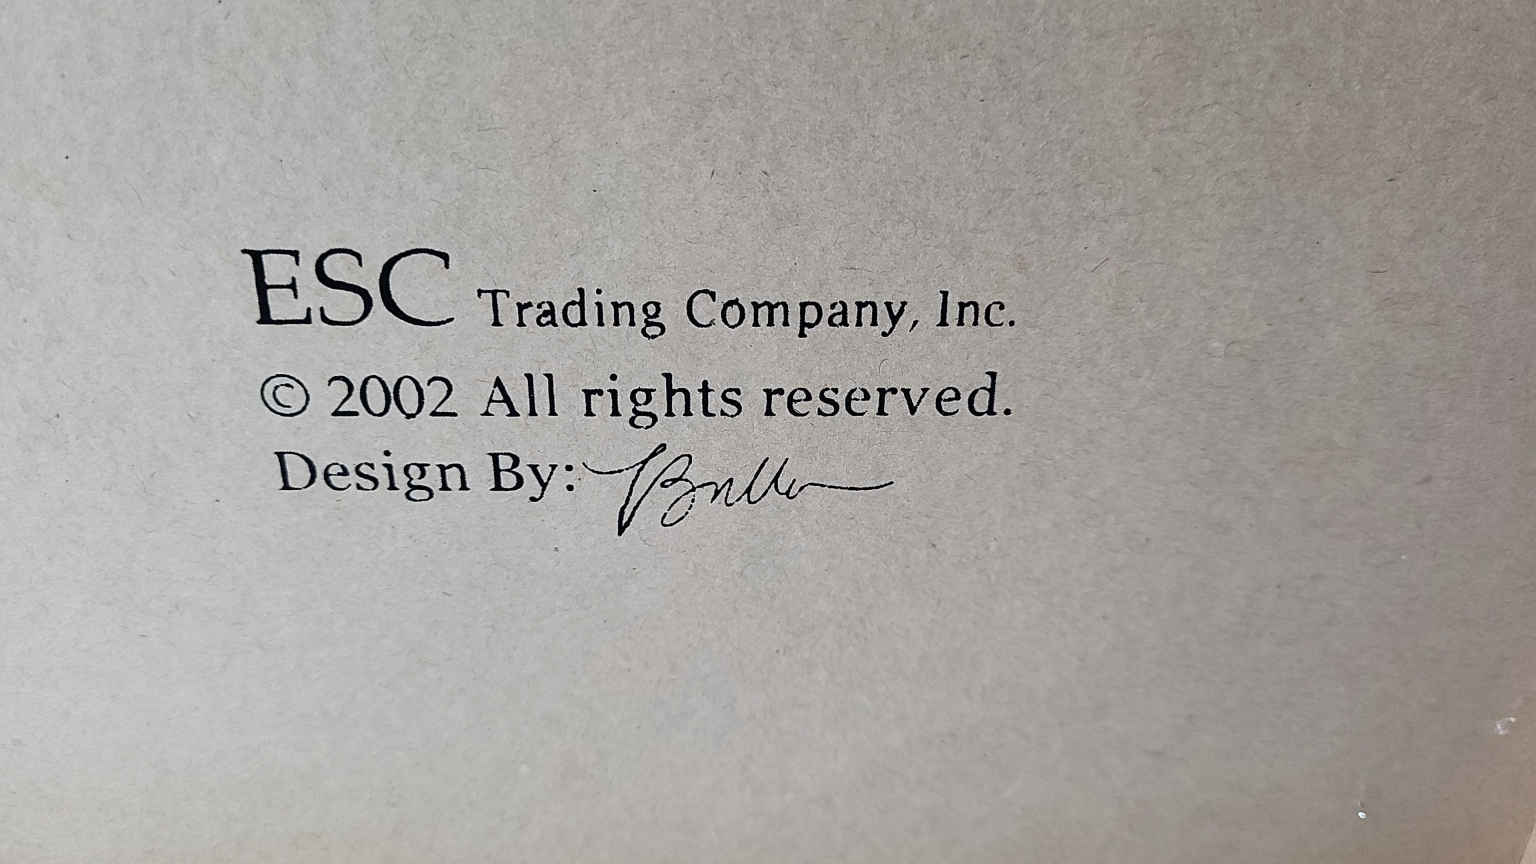 ESC Trading Company, Inc.
© 2002 All rights reserved.
Design By: